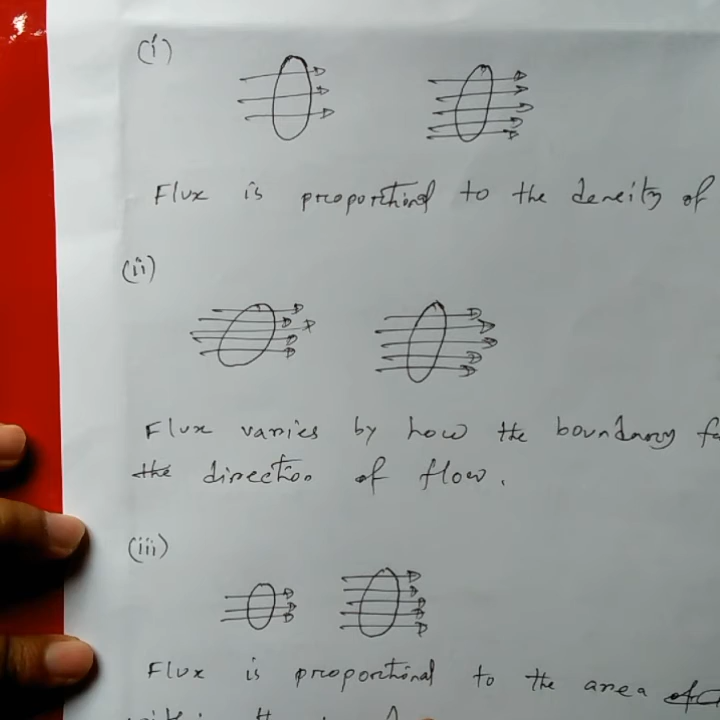 (i)
Flux is proportional to the density of
(ii)
Flux varies by how the boundary fa
the direction of flow.
(iii)
Flux is proportional to the area